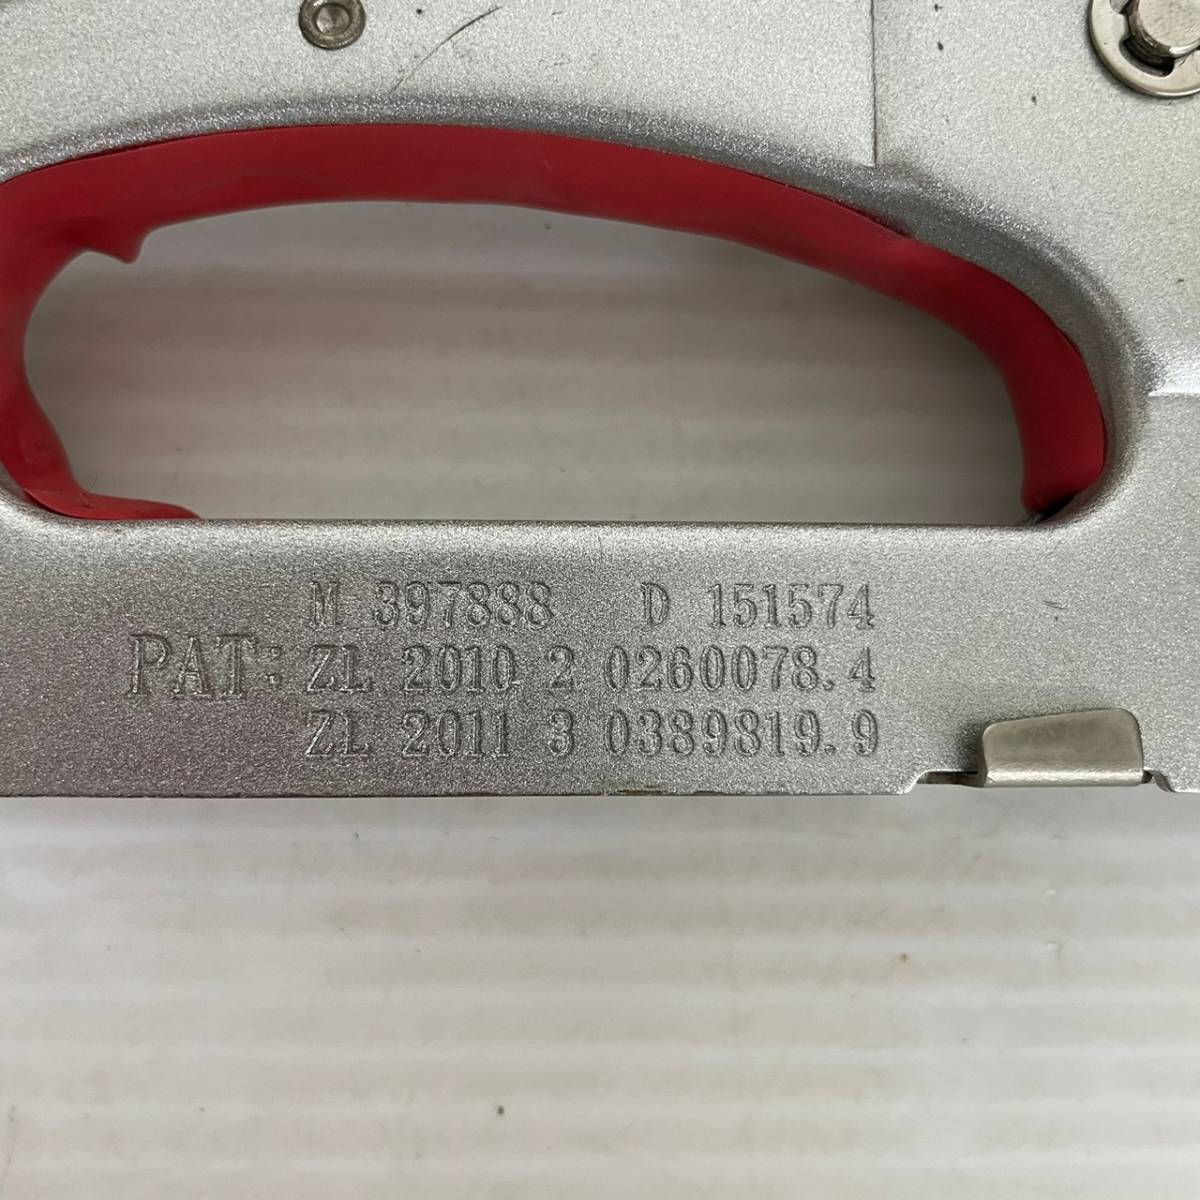 M 397888 D 151574
PAT: ZL 2010 2 0260078.4
ZL 2011 3 0389819.9